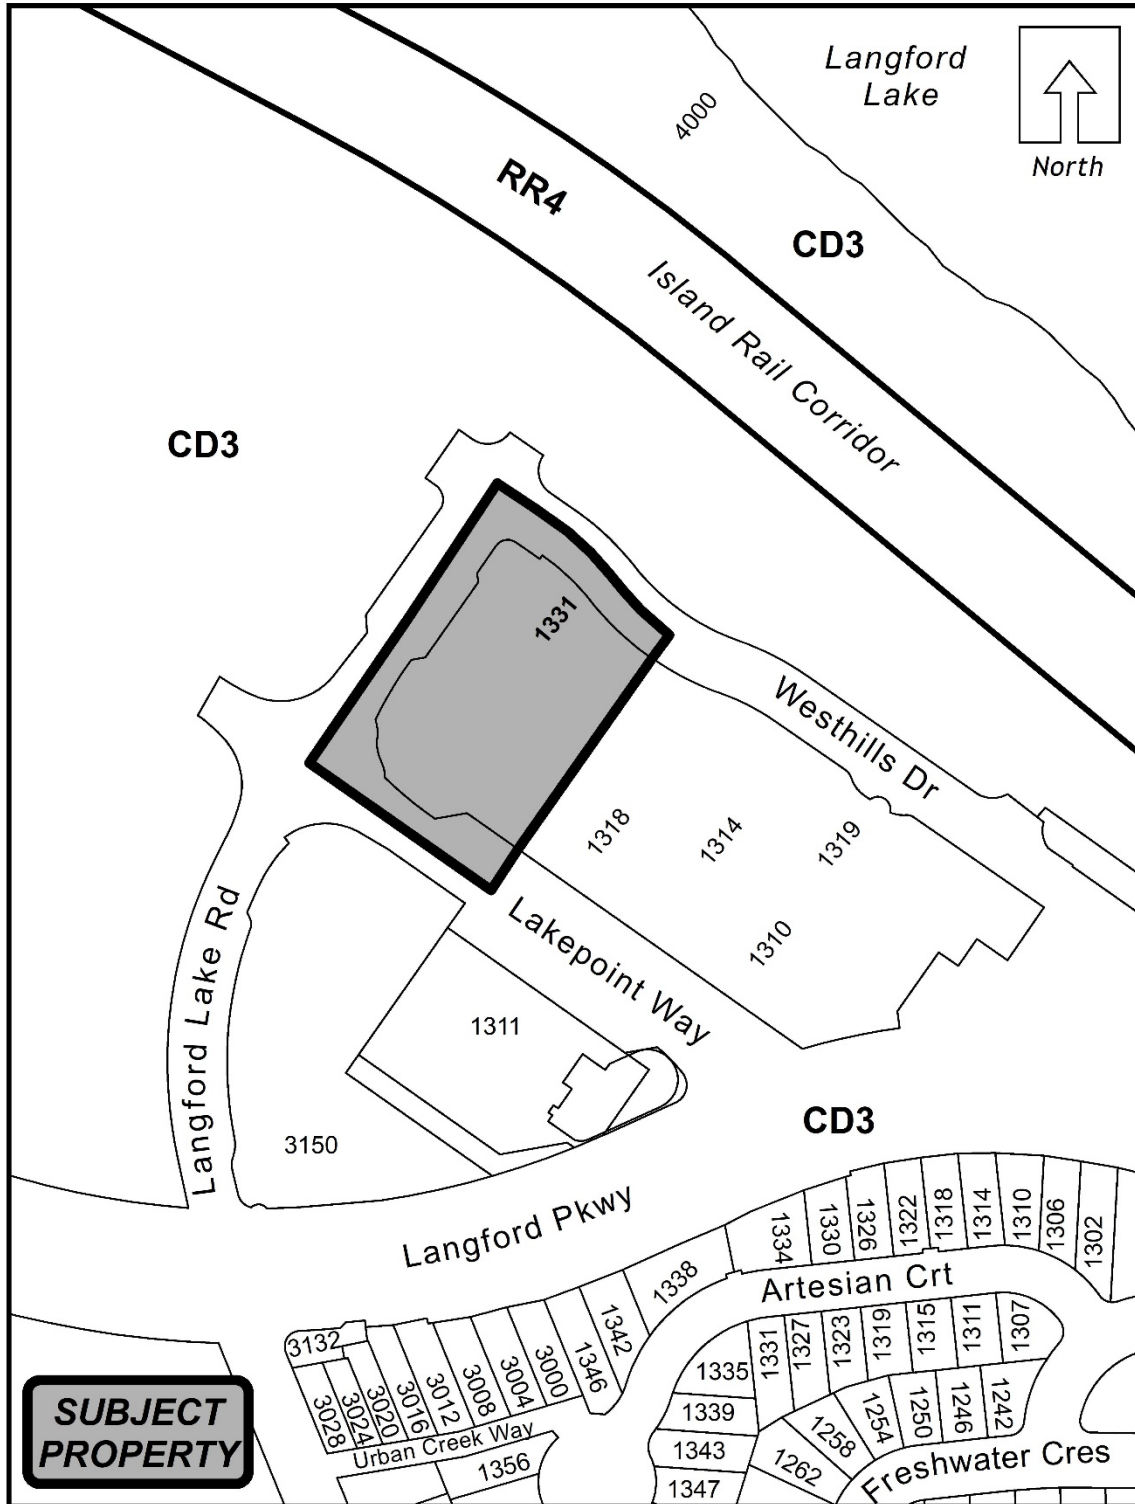 Langford
Lake
North
4000
RR4
CD3
Island Rail Corridor
CD3
1331
Westhills Dr
1318
1314
1319
1310
Lakepoint Way
Langford Lake Rd
1311
3150
CD3
Langford Pkwy
1334
1330
1326
1322
1318
1314
1310
1306
1302
1338
Artesian Crt
1342
1346
3000
3004
3008
3012
3016
3020
3024
3028
3132
1335
1331
1327
1323
1319
1315
1311
1307
1339
1343
1347
1262
1258
1254
1250
1246
1242
Urban Creek Way
1356
Freshwater Cres
SUBJECT
PROPERTY